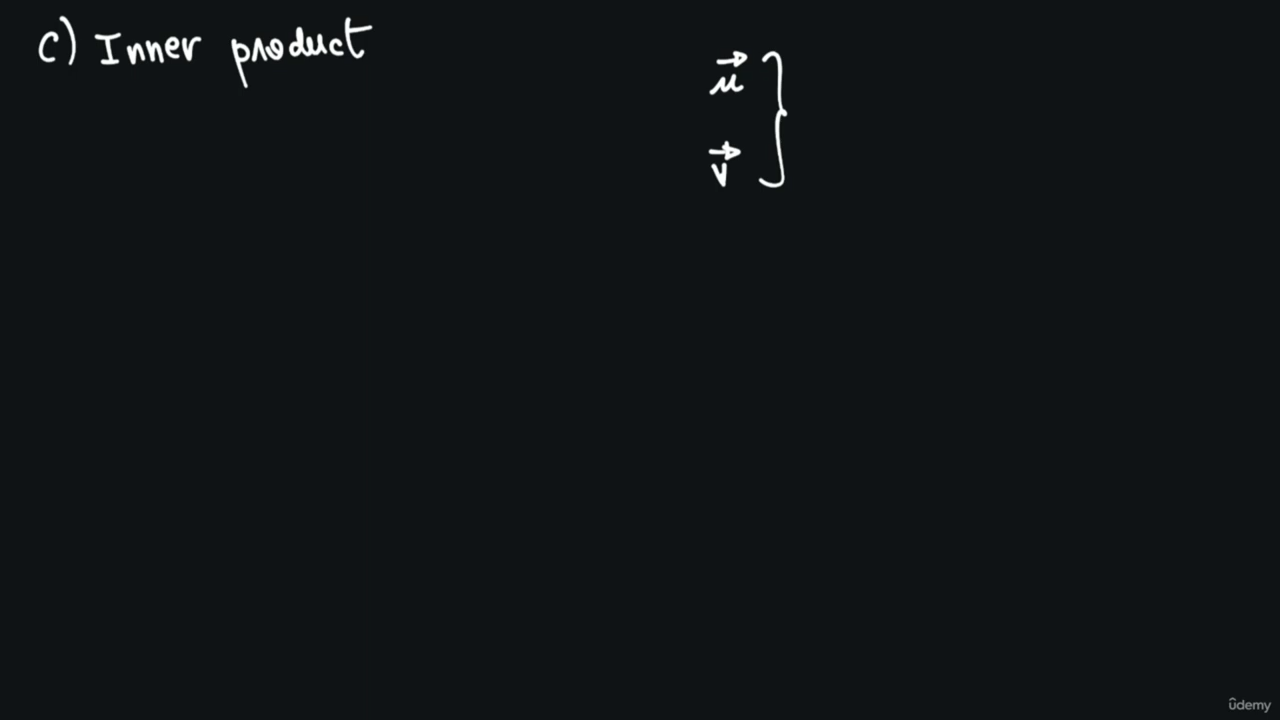 c) Inner product
u⃗ }
v⃗
ûdemy